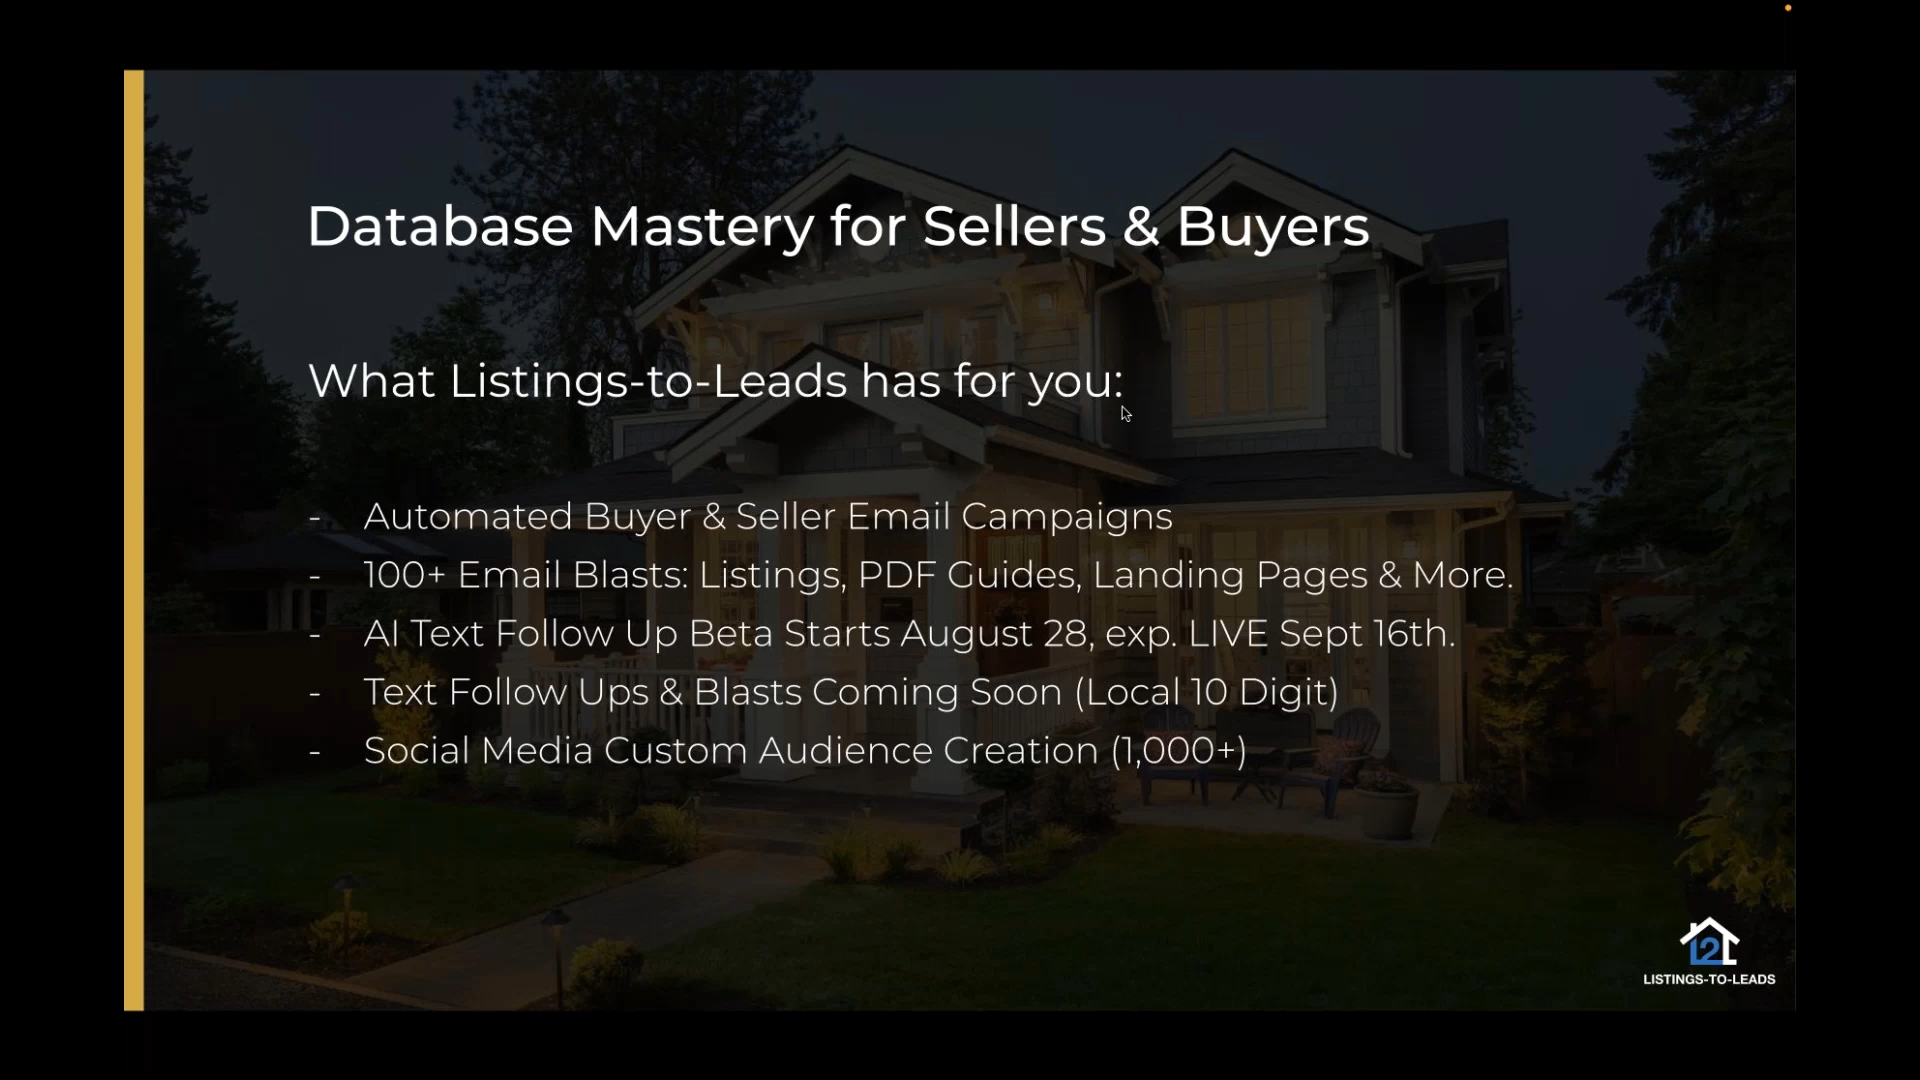 Database Mastery for Sellers & Buyers
What Listings-to-Leads has for you:
- Automated Buyer & Seller Email Campaigns
- 100+ Email Blasts: Listings, PDF Guides, Landing Pages & More.
- AI Text Follow Up Beta Starts August 28, exp. LIVE Sept 16th.
- Text Follow Ups & Blasts Coming Soon (Local 10 Digit)
- Social Media Custom Audience Creation (1,000+)
L2L
LISTINGS-TO-LEADS